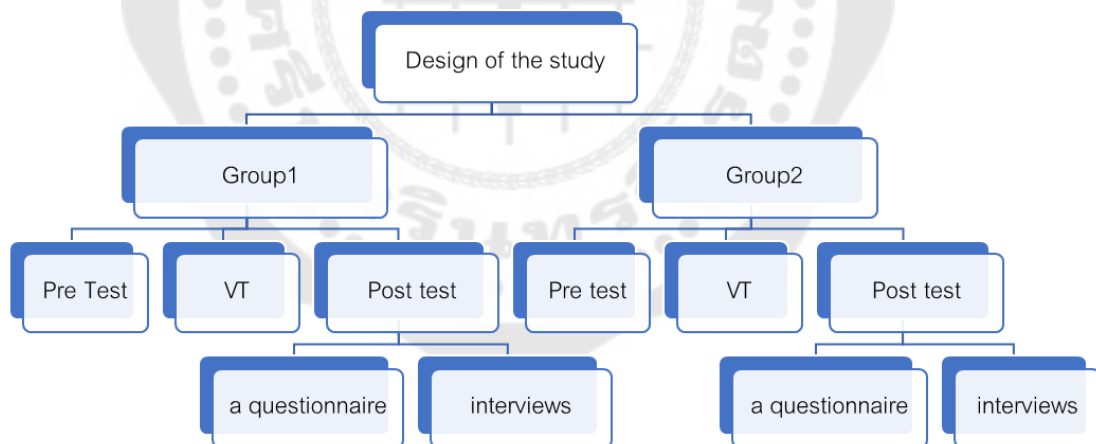 Design of the study
Group1
Group2
Pre Test
VT
Post test
Pre test
VT
Post test
a questionnaire
interviews
a questionnaire
interviews